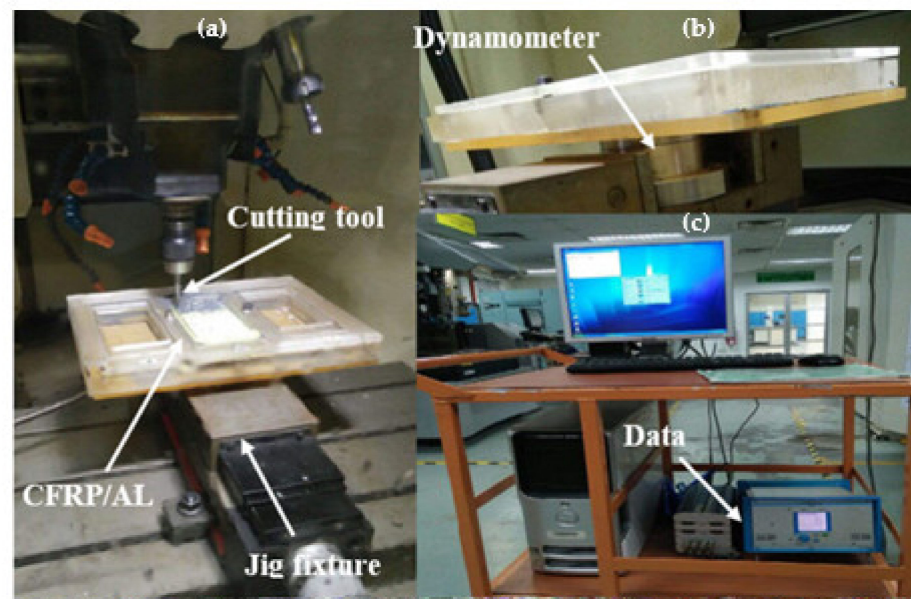 (a)
Cutting tool
CFRP/AL
Jig fixture
(b)
Dynamometer
(c)
Data